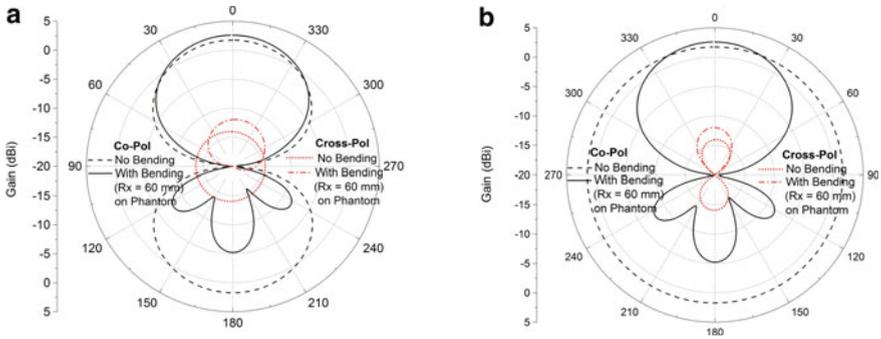 a
0
30
330
60
300
90
270
120
240
150
210
180
5
0
-5
-10
-15
-20
-15
-10
-5
0
5
Gain (dBi)
Co-Pol
No Bending
With Bending
(Rx = 60 mm)
on Phantom
Cross-Pol
No Bending
With Bending
(Rx = 60 mm)
on Phantom
b
0
330
30
300
60
270
90
240
120
210
150
180
5
0
-5
-10
-15
-20
-15
-10
-5
0
5
Gain (dBi)
Co-Pol
No Bending
With Bending
(Rx = 60 mm)
on Phantom
Cross-Pol
No Bending
With Bending
(Rx = 60 mm)
on Phantom